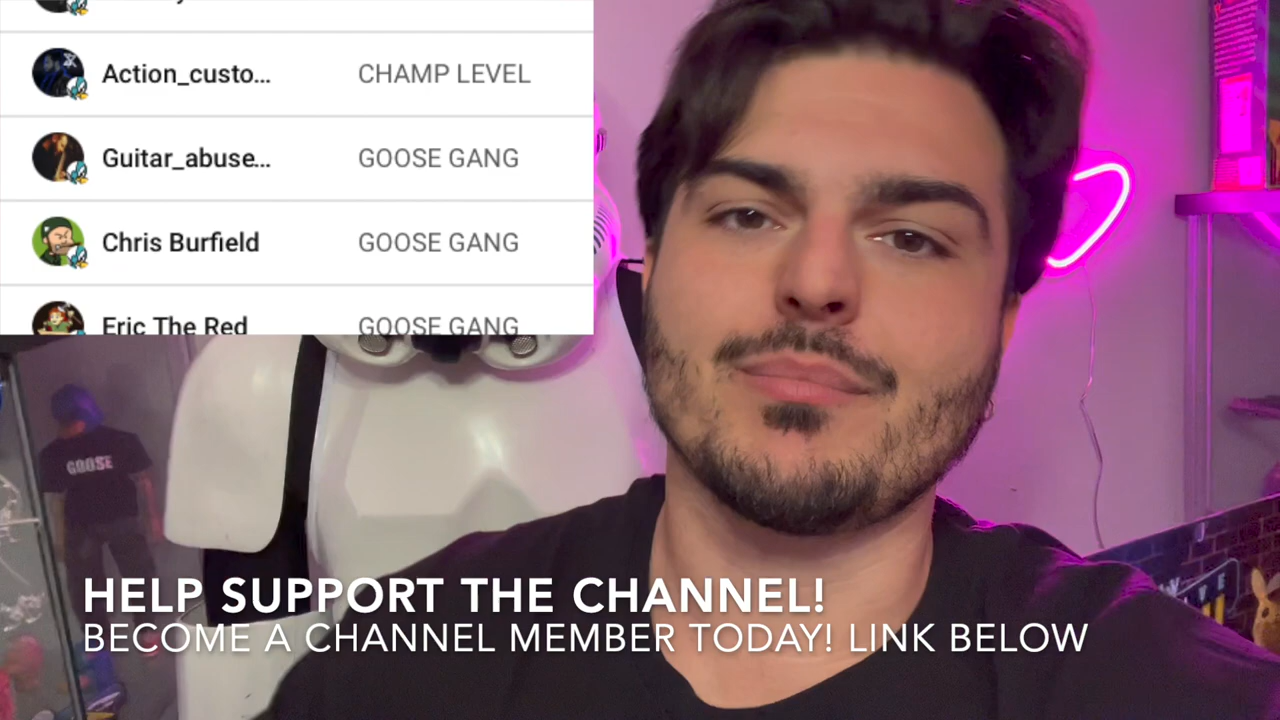 Action_custo... CHAMP LEVEL
Guitar_abuse... GOOSE GANG
Chris Burfield GOOSE GANG
Eric The Red GOOSE GANG
GOOSE
HELP SUPPORT THE CHANNEL!
BECOME A CHANNEL MEMBER TODAY! LINK BELOW